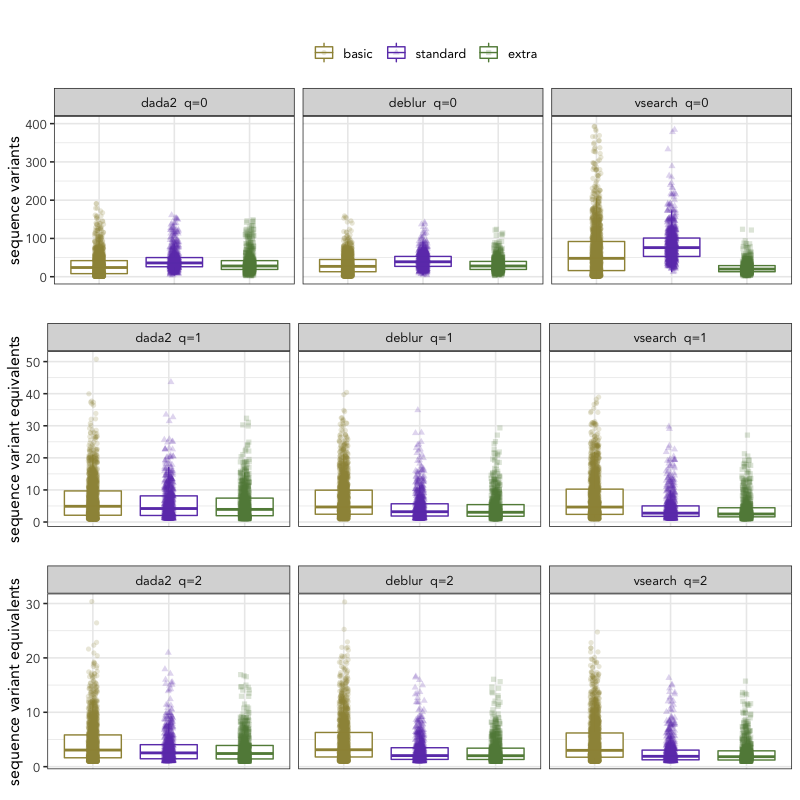 basic standard extra
dada2 q=0 deblur q=0 vsearch q=0
sequence variants
400
300
200
100
0
dada2 q=1 deblur q=1 vsearch q=1
sequence variant equivalents
50
40
30
20
10
0
dada2 q=2 deblur q=2 vsearch q=2
sequence variant equivalents
30
20
10
0